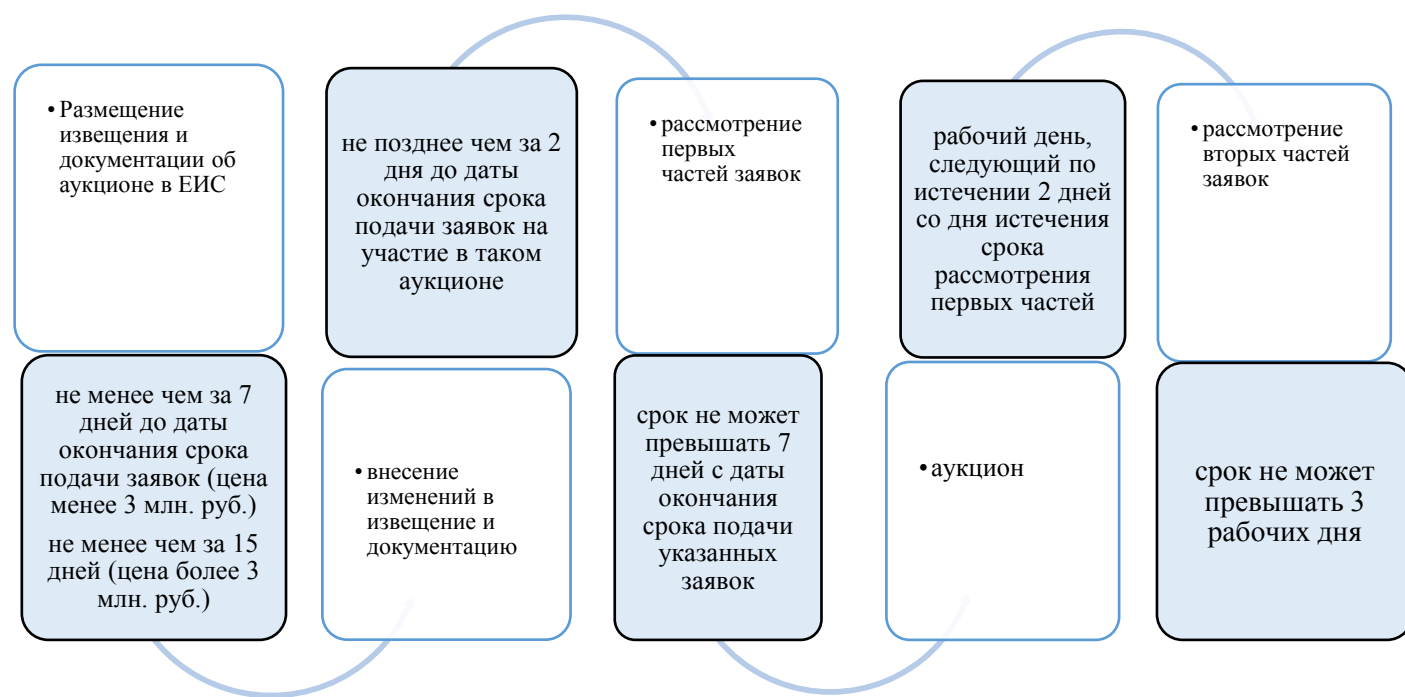 • Размещение
извещения и
документации об
аукционе в ЕИС
не менее чем за 7
дней до даты
окончания срока
подачи заявок (цена
менее 3 млн. руб.)
не менее чем за 15
дней (цена более 3
млн. руб.)
не позднее чем за 2
дня до даты
окончания срока
подачи заявок на
участие в таком
аукционе
• внесение
изменений в
извещение и
документацию
• рассмотрение
первых
частей заявок
срок не может
превышать 7
дней с даты
окончания
срока подачи
указанных
заявок
рабочий день,
следующий по
истечении 2 дней
со дня истечения
срока
рассмотрения
первых частей
• аукцион
• рассмотрение
вторых частей
заявок
срок не может
превышать 3
рабочих дня